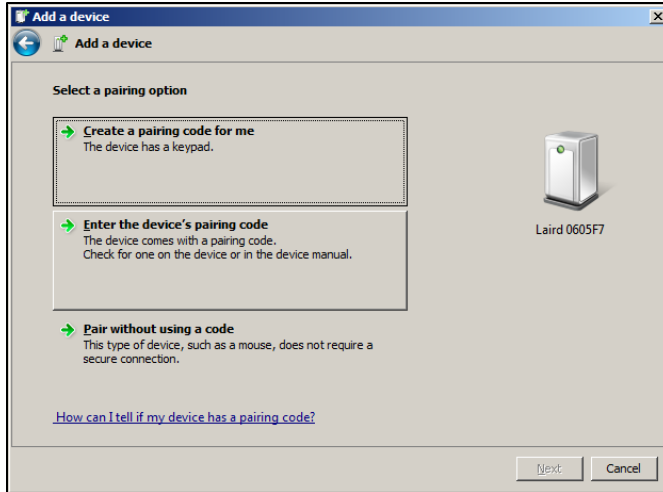 Add a device
Add a device
Select a pairing option
Create a pairing code for me
The device has a keypad.
Enter the device's pairing code
The device comes with a pairing code.
Check for one on the device or in the device manual.
Laird 0605F7
Pair without using a code
This type of device, such as a mouse, does not require a
secure connection.
How can I tell if my device has a pairing code?
Next
Cancel